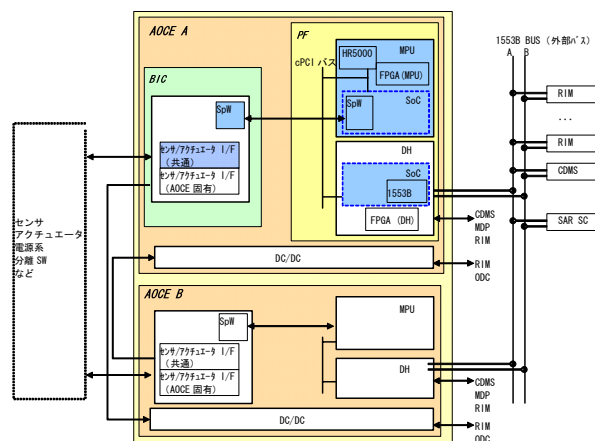 AOCE A
PF
MPU
HR5000
cPCI バス
FPGA(MPU)
BIC
SpW
SpW
SoC
センサ/アクチュエータ I/F
(共通)
センサ/アクチュエータ I/F
(AOCE 固有)
DH
SoC
1553B
FPGA (DH)
CDMS
MDP
RIM
DC/DC
RIM
ODC
センサ
アクチュエータ
電源系
分離 SW
など
1553B BUS (外部バス)
A
B
RIM
...
RIM
CDMS
SAR SC
AOCE B
SpW
MPU
センサ/アクチュエータ I/F
(共通)
センサ/アクチュエータ I/F
(AOCE 固有)
DH
CDMS
MDP
RIM
DC/DC
RIM
ODC